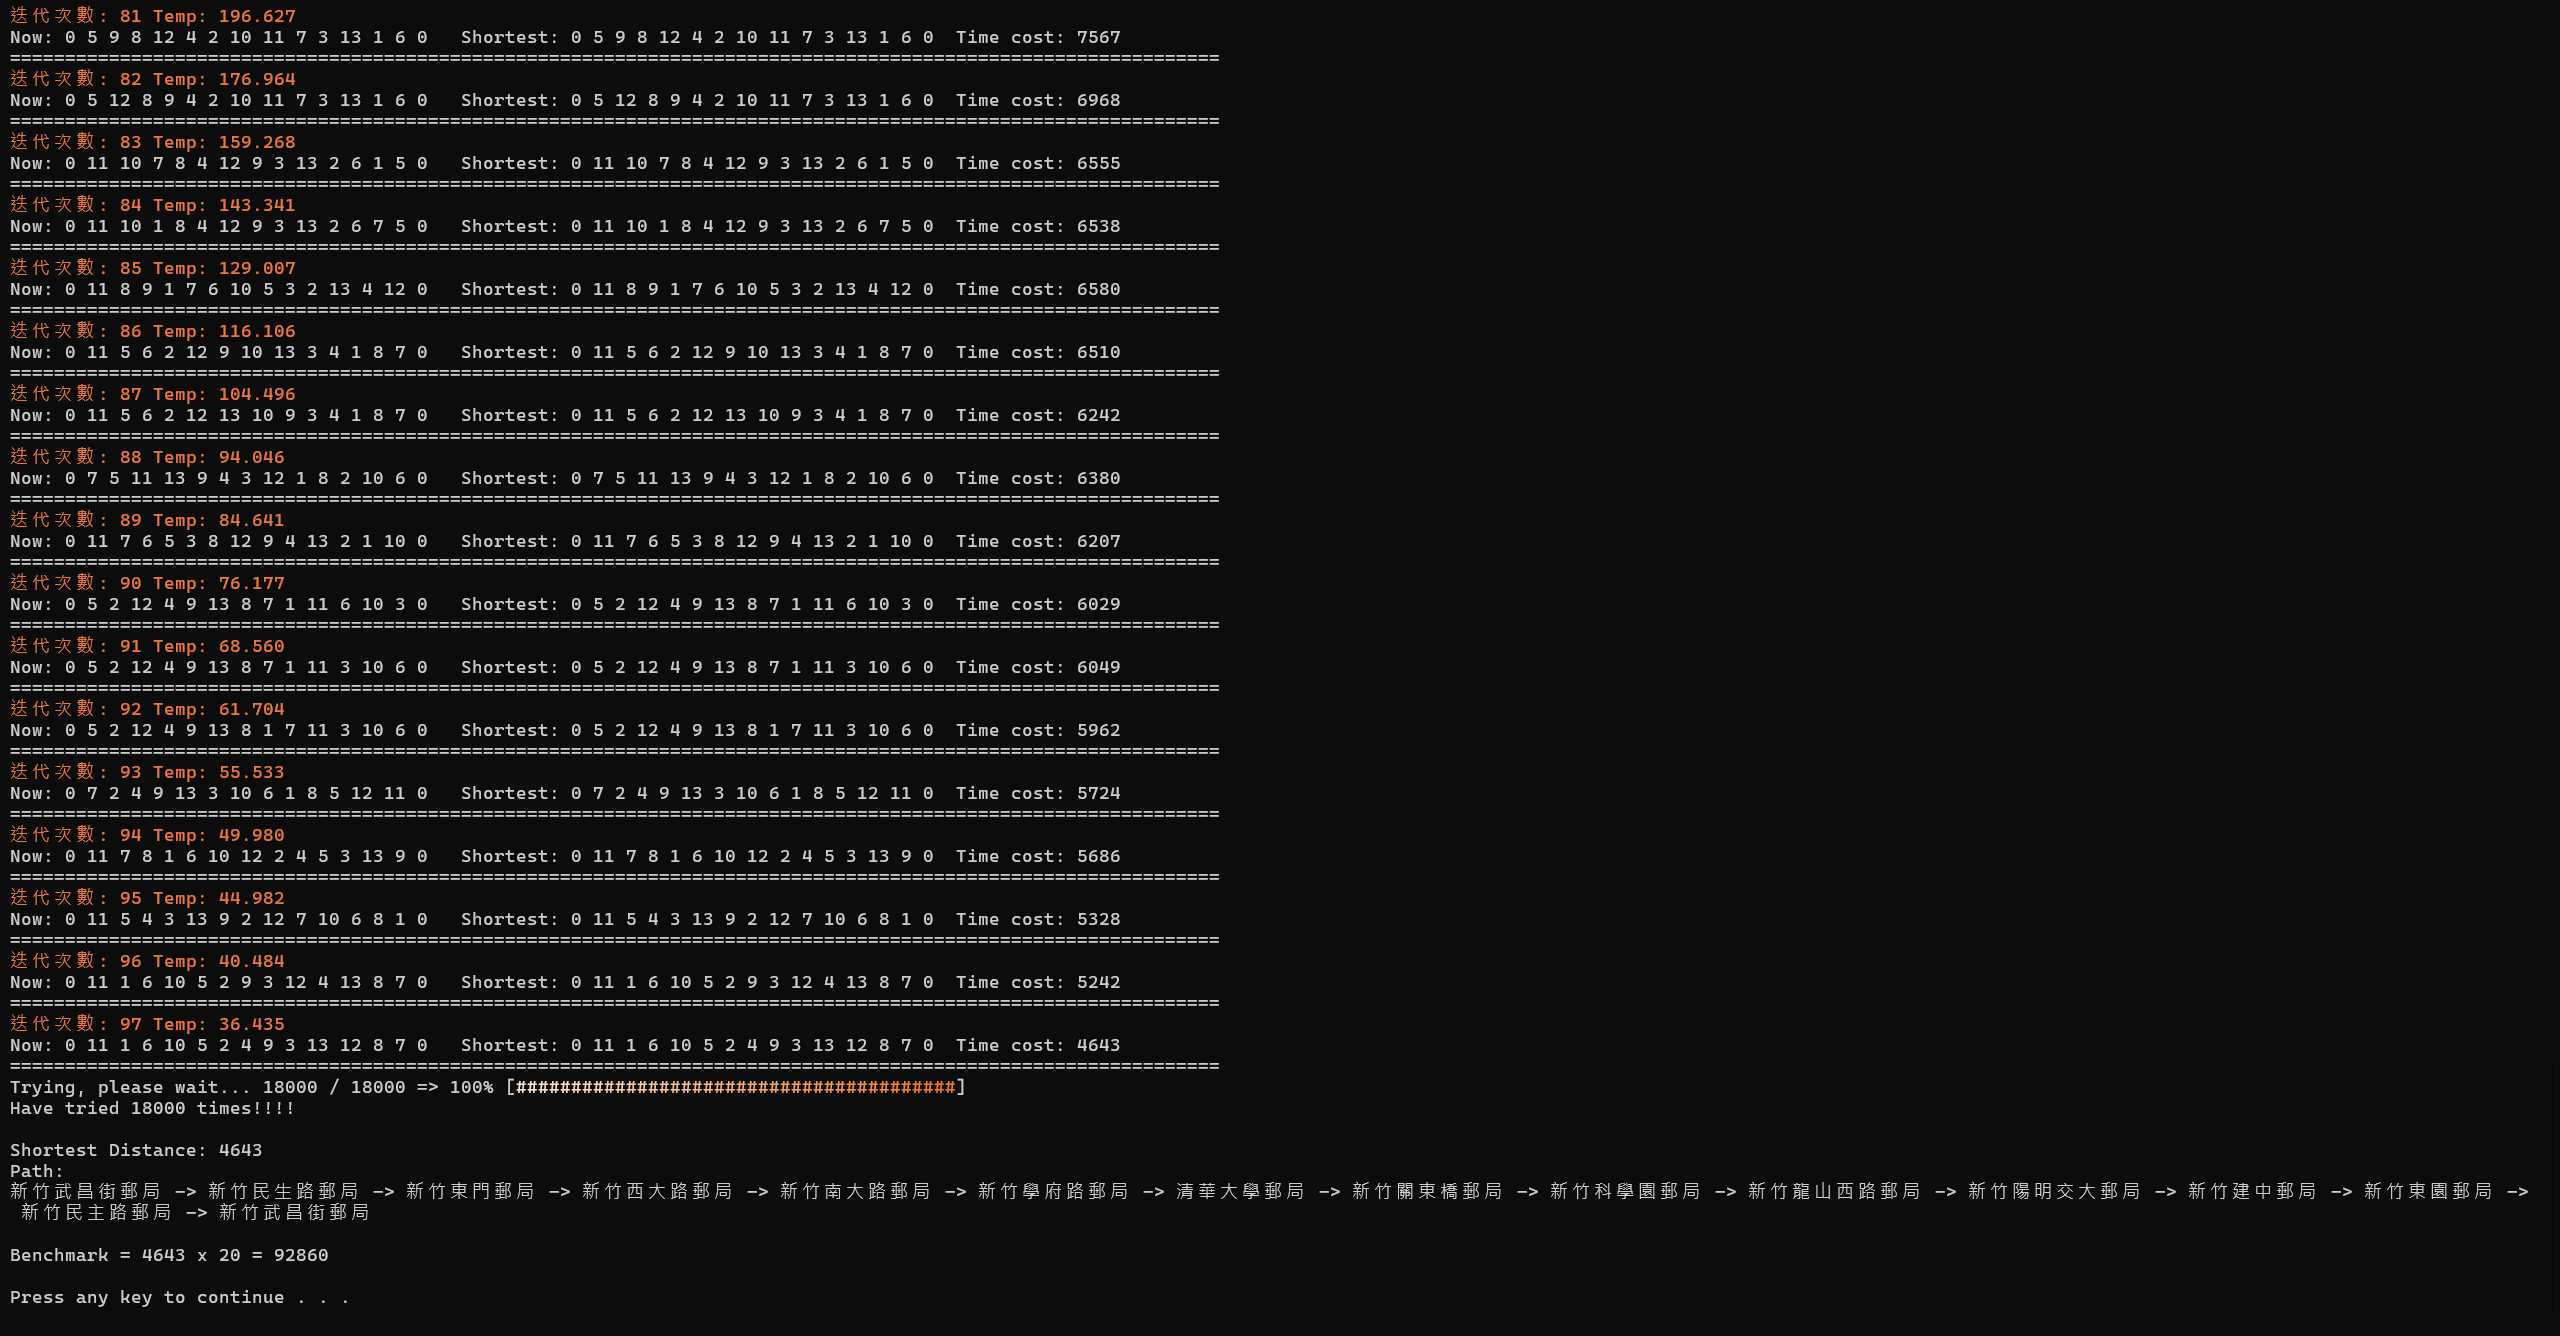 迭代次數: 81 Temp: 196.627
Now: 0 5 9 8 12 4 2 10 11 7 3 13 1 6 0   Shortest: 0 5 9 8 12 4 2 10 11 7 3 13 1 6 0  Time cost: 7567
==============================================================================================================
迭代次數: 82 Temp: 176.964
Now: 0 5 12 8 9 4 2 10 11 7 3 13 1 6 0   Shortest: 0 5 12 8 9 4 2 10 11 7 3 13 1 6 0  Time cost: 6968
==============================================================================================================
迭代次數: 83 Temp: 159.268
Now: 0 11 10 7 8 4 12 9 3 13 2 6 1 5 0   Shortest: 0 11 10 7 8 4 12 9 3 13 2 6 1 5 0  Time cost: 6555
==============================================================================================================
迭代次數: 84 Temp: 143.341
Now: 0 11 10 1 8 4 12 9 3 13 2 6 7 5 0   Shortest: 0 11 10 1 8 4 12 9 3 13 2 6 7 5 0  Time cost: 6538
==============================================================================================================
迭代次數: 85 Temp: 129.007
Now: 0 11 8 9 1 7 6 10 5 3 2 13 4 12 0   Shortest: 0 11 8 9 1 7 6 10 5 3 2 13 4 12 0  Time cost: 6580
==============================================================================================================
迭代次數: 86 Temp: 116.106
Now: 0 11 5 6 2 12 9 10 13 3 4 1 8 7 0   Shortest: 0 11 5 6 2 12 9 10 13 3 4 1 8 7 0  Time cost: 6510
==============================================================================================================
迭代次數: 87 Temp: 104.496
Now: 0 11 5 6 2 12 13 10 9 3 4 1 8 7 0   Shortest: 0 11 5 6 2 12 13 10 9 3 4 1 8 7 0  Time cost: 6242
==============================================================================================================
迭代次數: 88 Temp: 94.046
Now: 0 7 5 11 13 9 4 3 12 1 8 2 10 6 0   Shortest: 0 7 5 11 13 9 4 3 12 1 8 2 10 6 0  Time cost: 6380
==============================================================================================================
迭代次數: 89 Temp: 84.641
Now: 0 11 7 6 5 3 8 12 9 4 13 2 1 10 0   Shortest: 0 11 7 6 5 3 8 12 9 4 13 2 1 10 0  Time cost: 6207
==============================================================================================================
迭代次數: 90 Temp: 76.177
Now: 0 5 2 12 4 9 13 8 7 1 11 6 10 3 0   Shortest: 0 5 2 12 4 9 13 8 7 1 11 6 10 3 0  Time cost: 6029
==============================================================================================================
迭代次數: 91 Temp: 68.560
Now: 0 5 2 12 4 9 13 8 7 1 11 3 10 6 0   Shortest: 0 5 2 12 4 9 13 8 7 1 11 3 10 6 0  Time cost: 6049
==============================================================================================================
迭代次數: 92 Temp: 61.704
Now: 0 5 2 12 4 9 13 8 1 7 11 3 10 6 0   Shortest: 0 5 2 12 4 9 13 8 1 7 11 3 10 6 0  Time cost: 5962
==============================================================================================================
迭代次數: 93 Temp: 55.533
Now: 0 7 2 4 9 13 3 10 6 1 8 5 12 11 0   Shortest: 0 7 2 4 9 13 3 10 6 1 8 5 12 11 0  Time cost: 5724
==============================================================================================================
迭代次數: 94 Temp: 49.980
Now: 0 11 7 8 1 6 10 12 2 4 5 3 13 9 0   Shortest: 0 11 7 8 1 6 10 12 2 4 5 3 13 9 0  Time cost: 5686
==============================================================================================================
迭代次數: 95 Temp: 44.982
Now: 0 11 5 4 3 13 9 2 12 7 10 6 8 1 0   Shortest: 0 11 5 4 3 13 9 2 12 7 10 6 8 1 0  Time cost: 5328
==============================================================================================================
迭代次數: 96 Temp: 40.484
Now: 0 11 1 6 10 5 2 9 3 12 4 13 8 7 0   Shortest: 0 11 1 6 10 5 2 9 3 12 4 13 8 7 0  Time cost: 5242
==============================================================================================================
迭代次數: 97 Temp: 36.435
Now: 0 11 1 6 10 5 2 4 9 3 13 12 8 7 0   Shortest: 0 11 1 6 10 5 2 4 9 3 13 12 8 7 0  Time cost: 4643
==============================================================================================================
Trying, please wait... 18000 / 18000 => 100% [########################################]
Have tried 18000 times!!!!
Shortest Distance: 4643
Path:
新竹武昌街郵局 -> 新竹民生路郵局 -> 新竹東門郵局 -> 新竹西大路郵局 -> 新竹南大路郵局 -> 新竹學府路郵局 -> 清華大學郵局 -> 新竹關東橋郵局 -> 新竹科學園郵局 -> 新竹龍山西路郵局 -> 新竹陽明交大郵局 -> 新竹建中郵局 -> 新竹東園郵局 ->
新竹民主路郵局 -> 新竹武昌街郵局
Benchmark = 4643 x 20 = 92860
Press any key to continue . . .